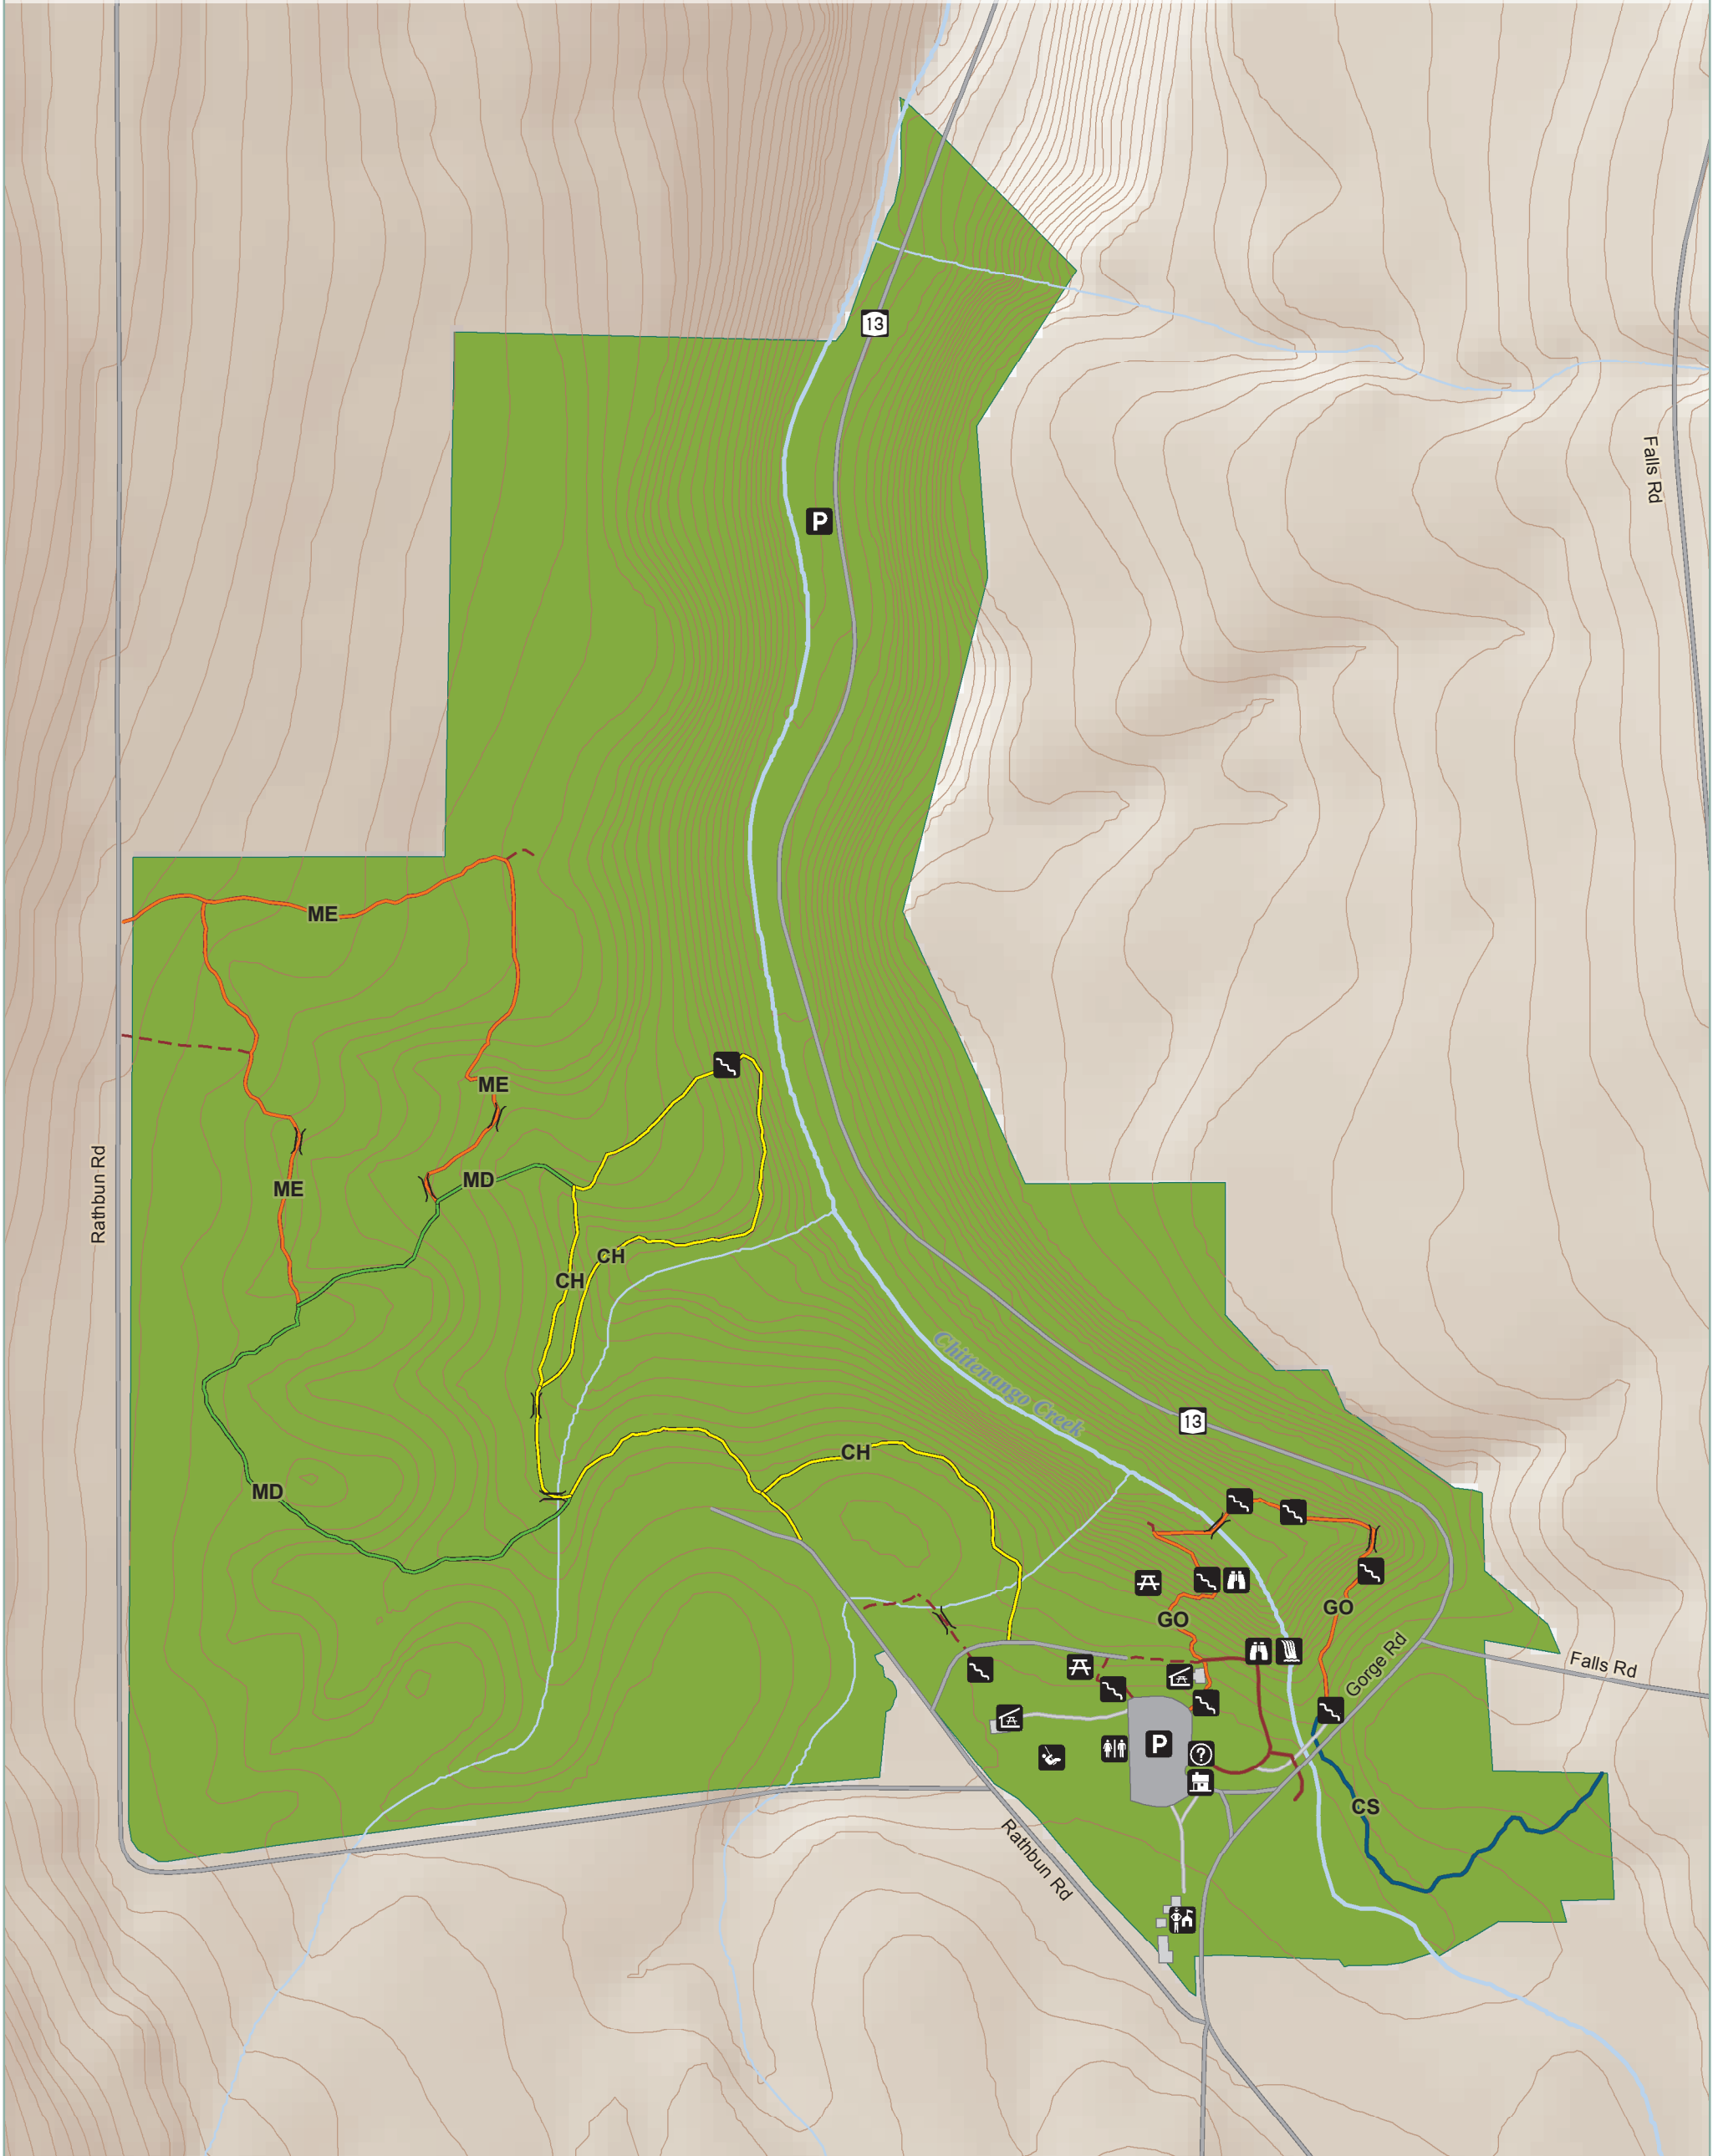 13
Falls Rd
P
ME
ME
Rathbun Rd
MD
ME
CH
CH
Chittenango Creek
13
CH
MD
GO
GO
Gorge Rd
Falls Rd
P
?
CS
Rathbun Rd